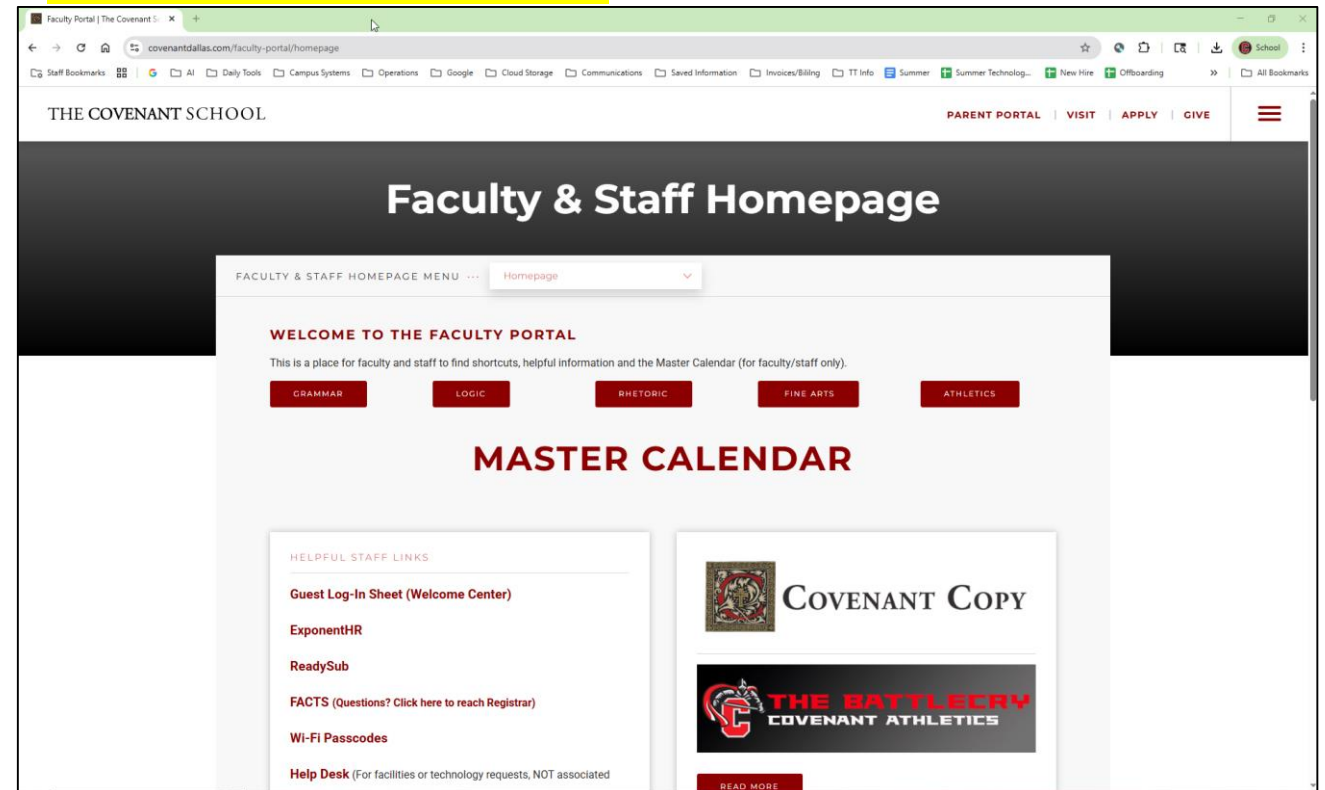 Faculty Portal | The Covenant S
covenantdallas.com/faculty-portal/homepage
School
Staff Bookmarks
AI
Daily Tools
Campus Systems
Operations
Google
Cloud Storage
Communications
Saved Information
Invoices/Biling
TT Info
Summer
Summer Technolog...
New Hire
Offboarding
All Bookmarks
THE COVENANT SCHOOL
PARENT PORTAL | VISIT | APPLY | GIVE
Faculty & Staff Homepage
FACULTY & STAFF HOMEPAGE MENU ...
Homepage
WELCOME TO THE FACULTY PORTAL
This is a place for faculty and staff to find shortcuts, helpful information and the Master Calendar (for faculty/staff only).
GRAMMAR
LOGIC
RHETORIC
FINE ARTS
ATHLETICS
MASTER CALENDAR
HELPFUL STAFF LINKS
Guest Log-In Sheet (Welcome Center)
ExponentHR
ReadySub
FACTS (Questions? Click here to reach Registrar)
Wi-Fi Passcodes
Help Desk (For facilities or technology requests, NOT associated
COVENANT COPY
THE BATTLECRY
COVENANT ATHLETICS
READ MORE